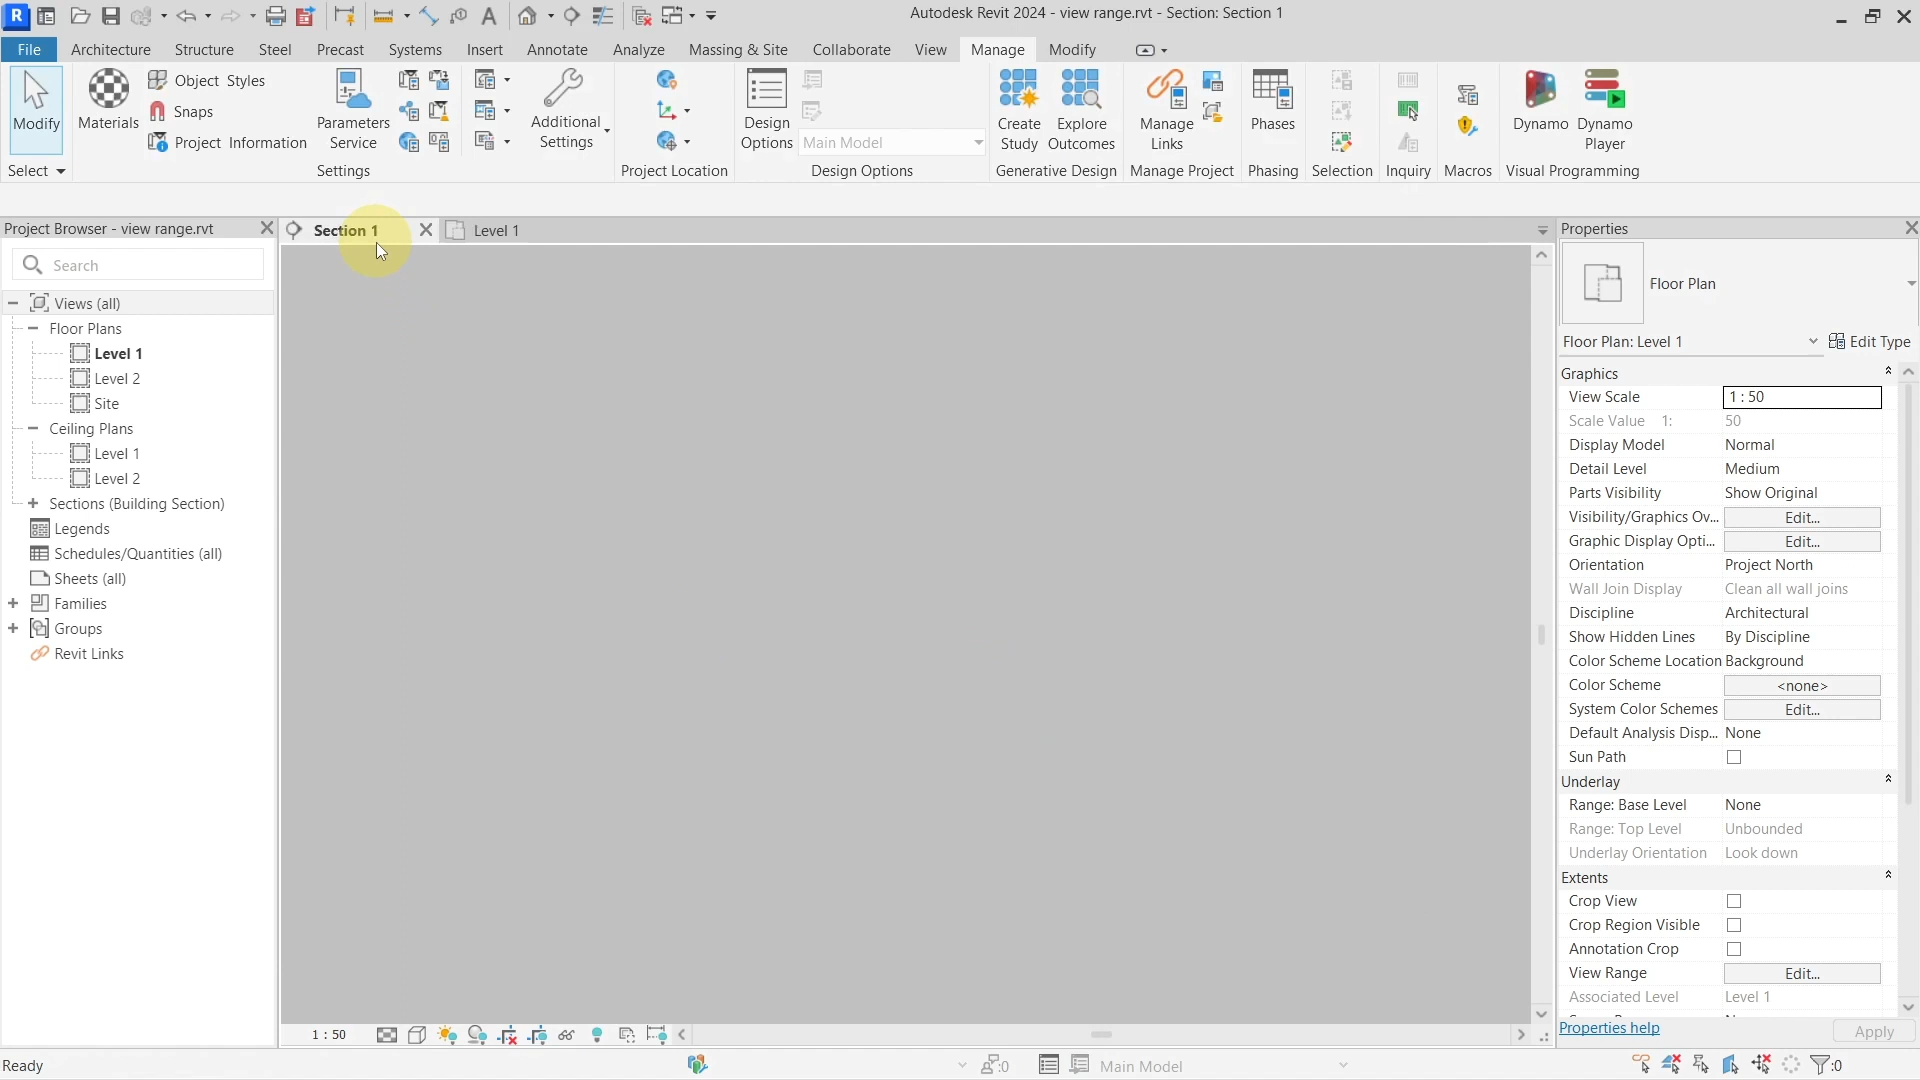 Autodesk Revit 2024 - view range.rvt - Section: Section 1
File Architecture Structure Steel Precast Systems Insert Annotate Analyze Massing & Site Collaborate View Manage Modify
Modify
Materials
Object Styles
Snaps
Project Information
Parameters
Service
Additional
Settings
Design
Options
Main Model
Create
Study
Explore
Outcomes
Manage
Links
Phases
Dynamo
Dynamo
Player
Select Settings Project Location Design Options Generative Design Manage Project Phasing Selection Inquiry Macros Visual Programming
Project Browser - view range.rvt
Search
Views (all)
Floor Plans
Level 1
Level 2
Site
Ceiling Plans
Level 1
Level 2
Sections (Building Section)
Legends
Schedules/Quantities (all)
Sheets (all)
Families
Groups
Revit Links
Section 1
Level 1
1 : 50
Properties
Floor Plan
Floor Plan: Level 1 Edit Type
Graphics
View Scale 1 : 50
Scale Value 1: 50
Display Model Normal
Detail Level Medium
Parts Visibility Show Original
Visibility/Graphics Ov... Edit...
Graphic Display Opti... Edit...
Orientation Project North
Wall Join Display Clean all wall joins
Discipline Architectural
Show Hidden Lines By Discipline
Color Scheme Location Background
Color Scheme <none>
System Color Schemes Edit...
Default Analysis Disp... None
Sun Path
Underlay
Range: Base Level None
Range: Top Level Unbounded
Underlay Orientation Look down
Extents
Crop View
Crop Region Visible
Annotation Crop
View Range Edit...
Associated Level Level 1
Properties help Apply
Ready
:0
Main Model
:0